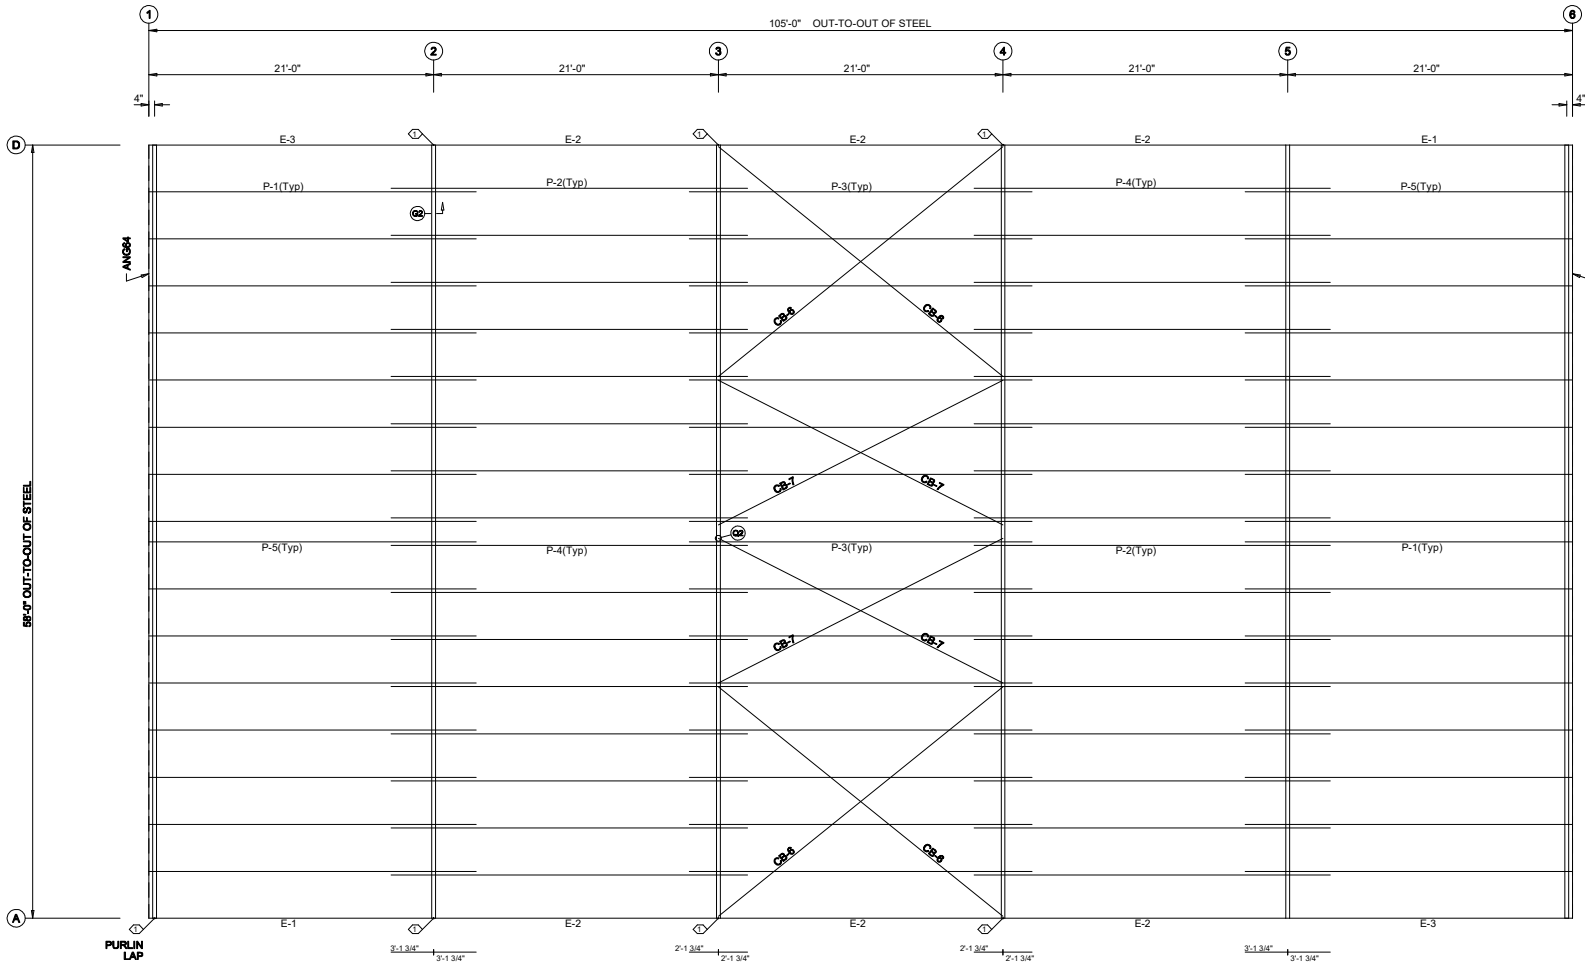 1
6
105'-0" OUT-TO-OUT OF STEEL
2
3
4
5
21'-0"
21'-0"
21'-0"
21'-0"
21'-0"
4"
4"
D
E-3
1
E-2
1
E-2
1
E-2
E-1
P-1(Typ)
P-2(Typ)
P-3(Typ)
P-4(Typ)
P-5(Typ)
G2
ANG64
CB-6
CB-6
CB-7
CB-7
G2
58'-0" OUT-TO-OUT OF STEEL
P-5(Typ)
P-4(Typ)
P-3(Typ)
P-2(Typ)
P-1(Typ)
CB-7
CB-7
CB-6
CB-6
A
1
E-1
1
E-2
1
E-2
1
E-2
E-3
PURLIN
LAP
3'-1 3/4"
3'-1 3/4"
2'-1 3/4"
2'-1 3/4"
2'-1 3/4"
2'-1 3/4"
3'-1 3/4"
3'-1 3/4"